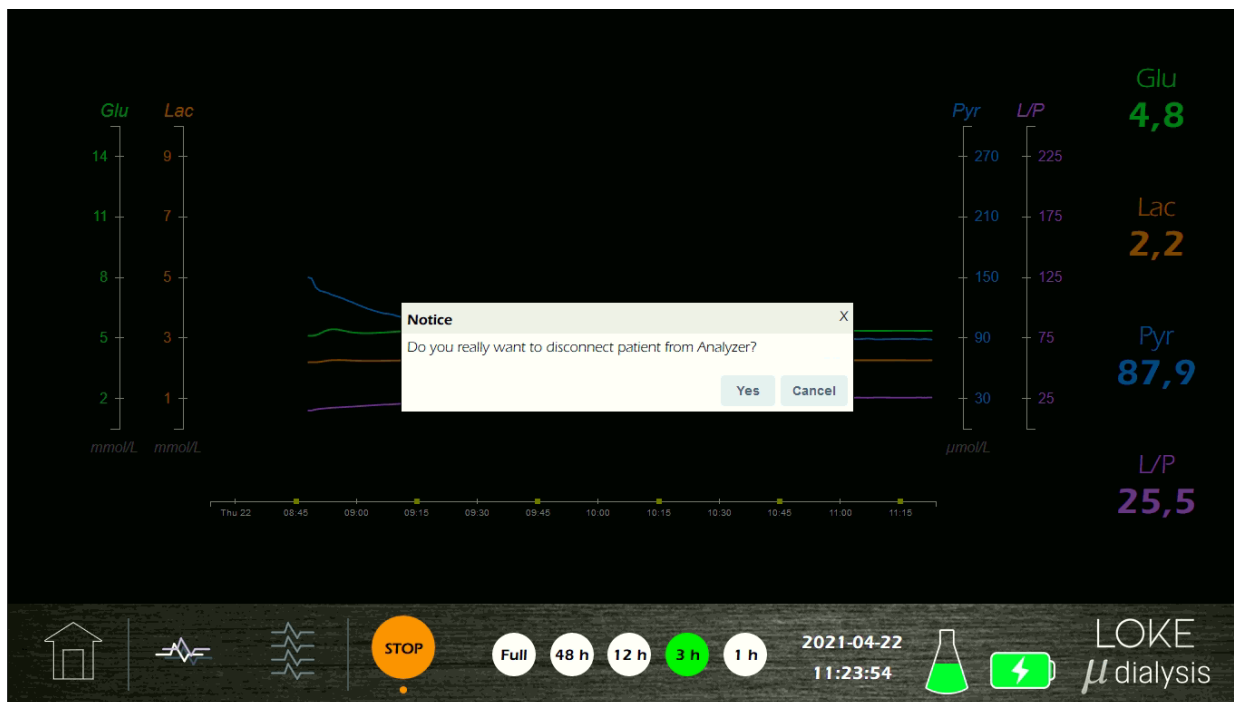 Glu
4,8
Glu Lac Pyr L/P
14 9 270 225
11 7 210 175
Lac
2,2
8 5 150 125
Notice X
Do you really want to disconnect patient from Analyzer?
5 3 90 75
Pyr
87,9
Yes Cancel
2 1 30 25
mmol/L mmol/L µmol/L
L/P
25,5
Thu 22 08:45 09:00 09:15 09:30 09:45 10:00 10:15 10:30 10:45 11:00 11:15
STOP
Full 48 h 12 h 3 h 1 h
2021-04-22
11:23:54
LOKE
µ dialysis